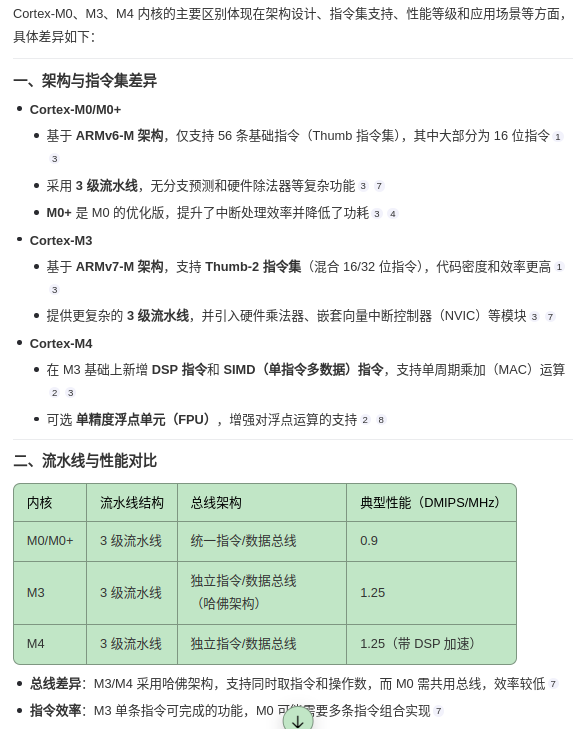 Cortex-M0、M3、M4 内核的主要区别体现在架构设计、指令集支持、性能等级和应用场景等方面，
具体差异如下：
一、架构与指令集差异
Cortex-M0/M0+
基于 ARMv6-M 架构，仅支持 56 条基础指令（Thumb 指令集），其中大部分为 16 位指令 1
3
采用 3 级流水线，无分支预测和硬件除法器等复杂功能 3 7
M0+ 是 M0 的优化版，提升了中断处理效率并降低了功耗 3 4
Cortex-M3
基于 ARMv7-M 架构，支持 Thumb-2 指令集（混合 16/32 位指令），代码密度和效率更高 1
3
提供更复杂的 3 级流水线，并引入硬件乘法器、嵌套向量中断控制器（NVIC）等模块 3 7
Cortex-M4
在 M3 基础上新增 DSP 指令和 SIMD（单指令多数据）指令，支持单周期乘加（MAC）运算
2 3
可选 单精度浮点单元（FPU），增强对浮点运算的支持 2 8
二、流水线与性能对比
内核 流水线结构 总线架构 典型性能（DMIPS/MHz）
M0/M0+ 3 级流水线 统一指令/数据总线 0.9
M3 3 级流水线 独立指令/数据总线
（哈佛架构） 1.25
M4 3 级流水线 独立指令/数据总线 1.25（带 DSP 加速）
总线差异：M3/M4 采用哈佛架构，支持同时取指令和操作数，而 M0 需共用总线，效率较低 7
指令效率：M3 单条指令可完成的功能，M0 可能需要多条指令组合实现 7